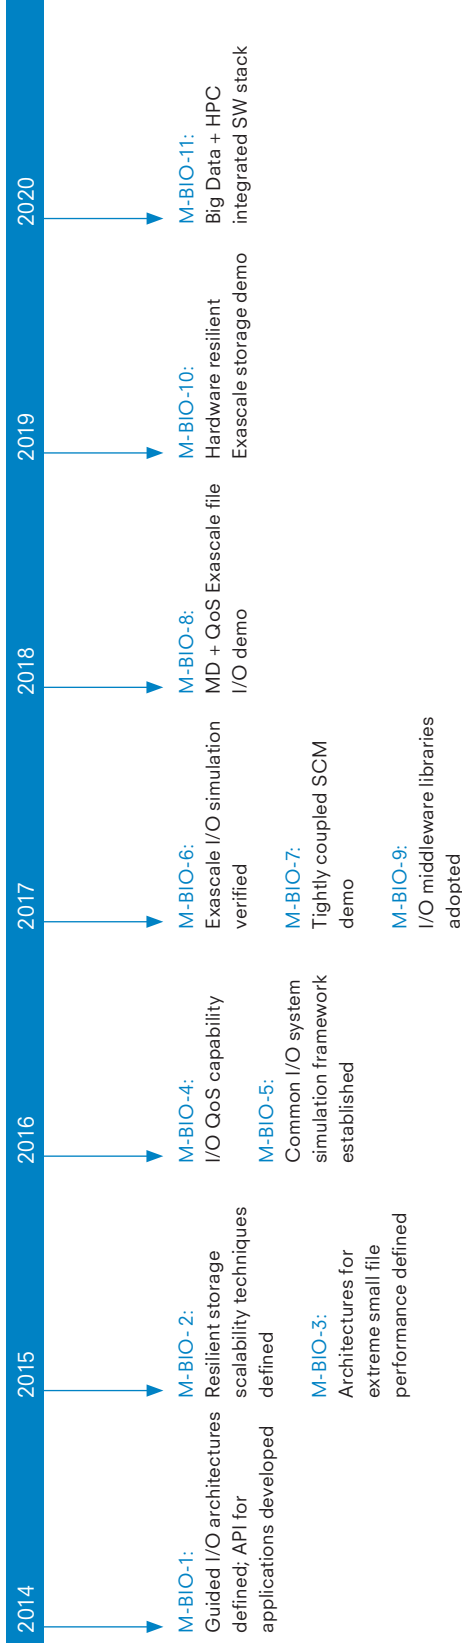 2014
M-BIO-1:
Guided I/O architectures
defined; API for
applications developed
2015
M-BIO- 2:
Resilient storage
scalability techniques
defined
M-BIO-3:
Architectures for
extreme small file
performance defined
2016
M-BIO-4:
I/O QoS capability
M-BIO-5:
Common I/O system
simulation framework
established
2017
M-BIO-6:
Exascale I/O simulation
verified
M-BIO-7:
Tightly coupled SCM
demo
M-BIO-9:
I/O middleware libraries
adopted
2018
M-BIO-8:
MD + QoS Exascale file
I/O demo
2019
M-BIO-10:
Hardware resilient
Exascale storage demo
2020
M-BIO-11:
Big Data + HPC
integrated SW stack